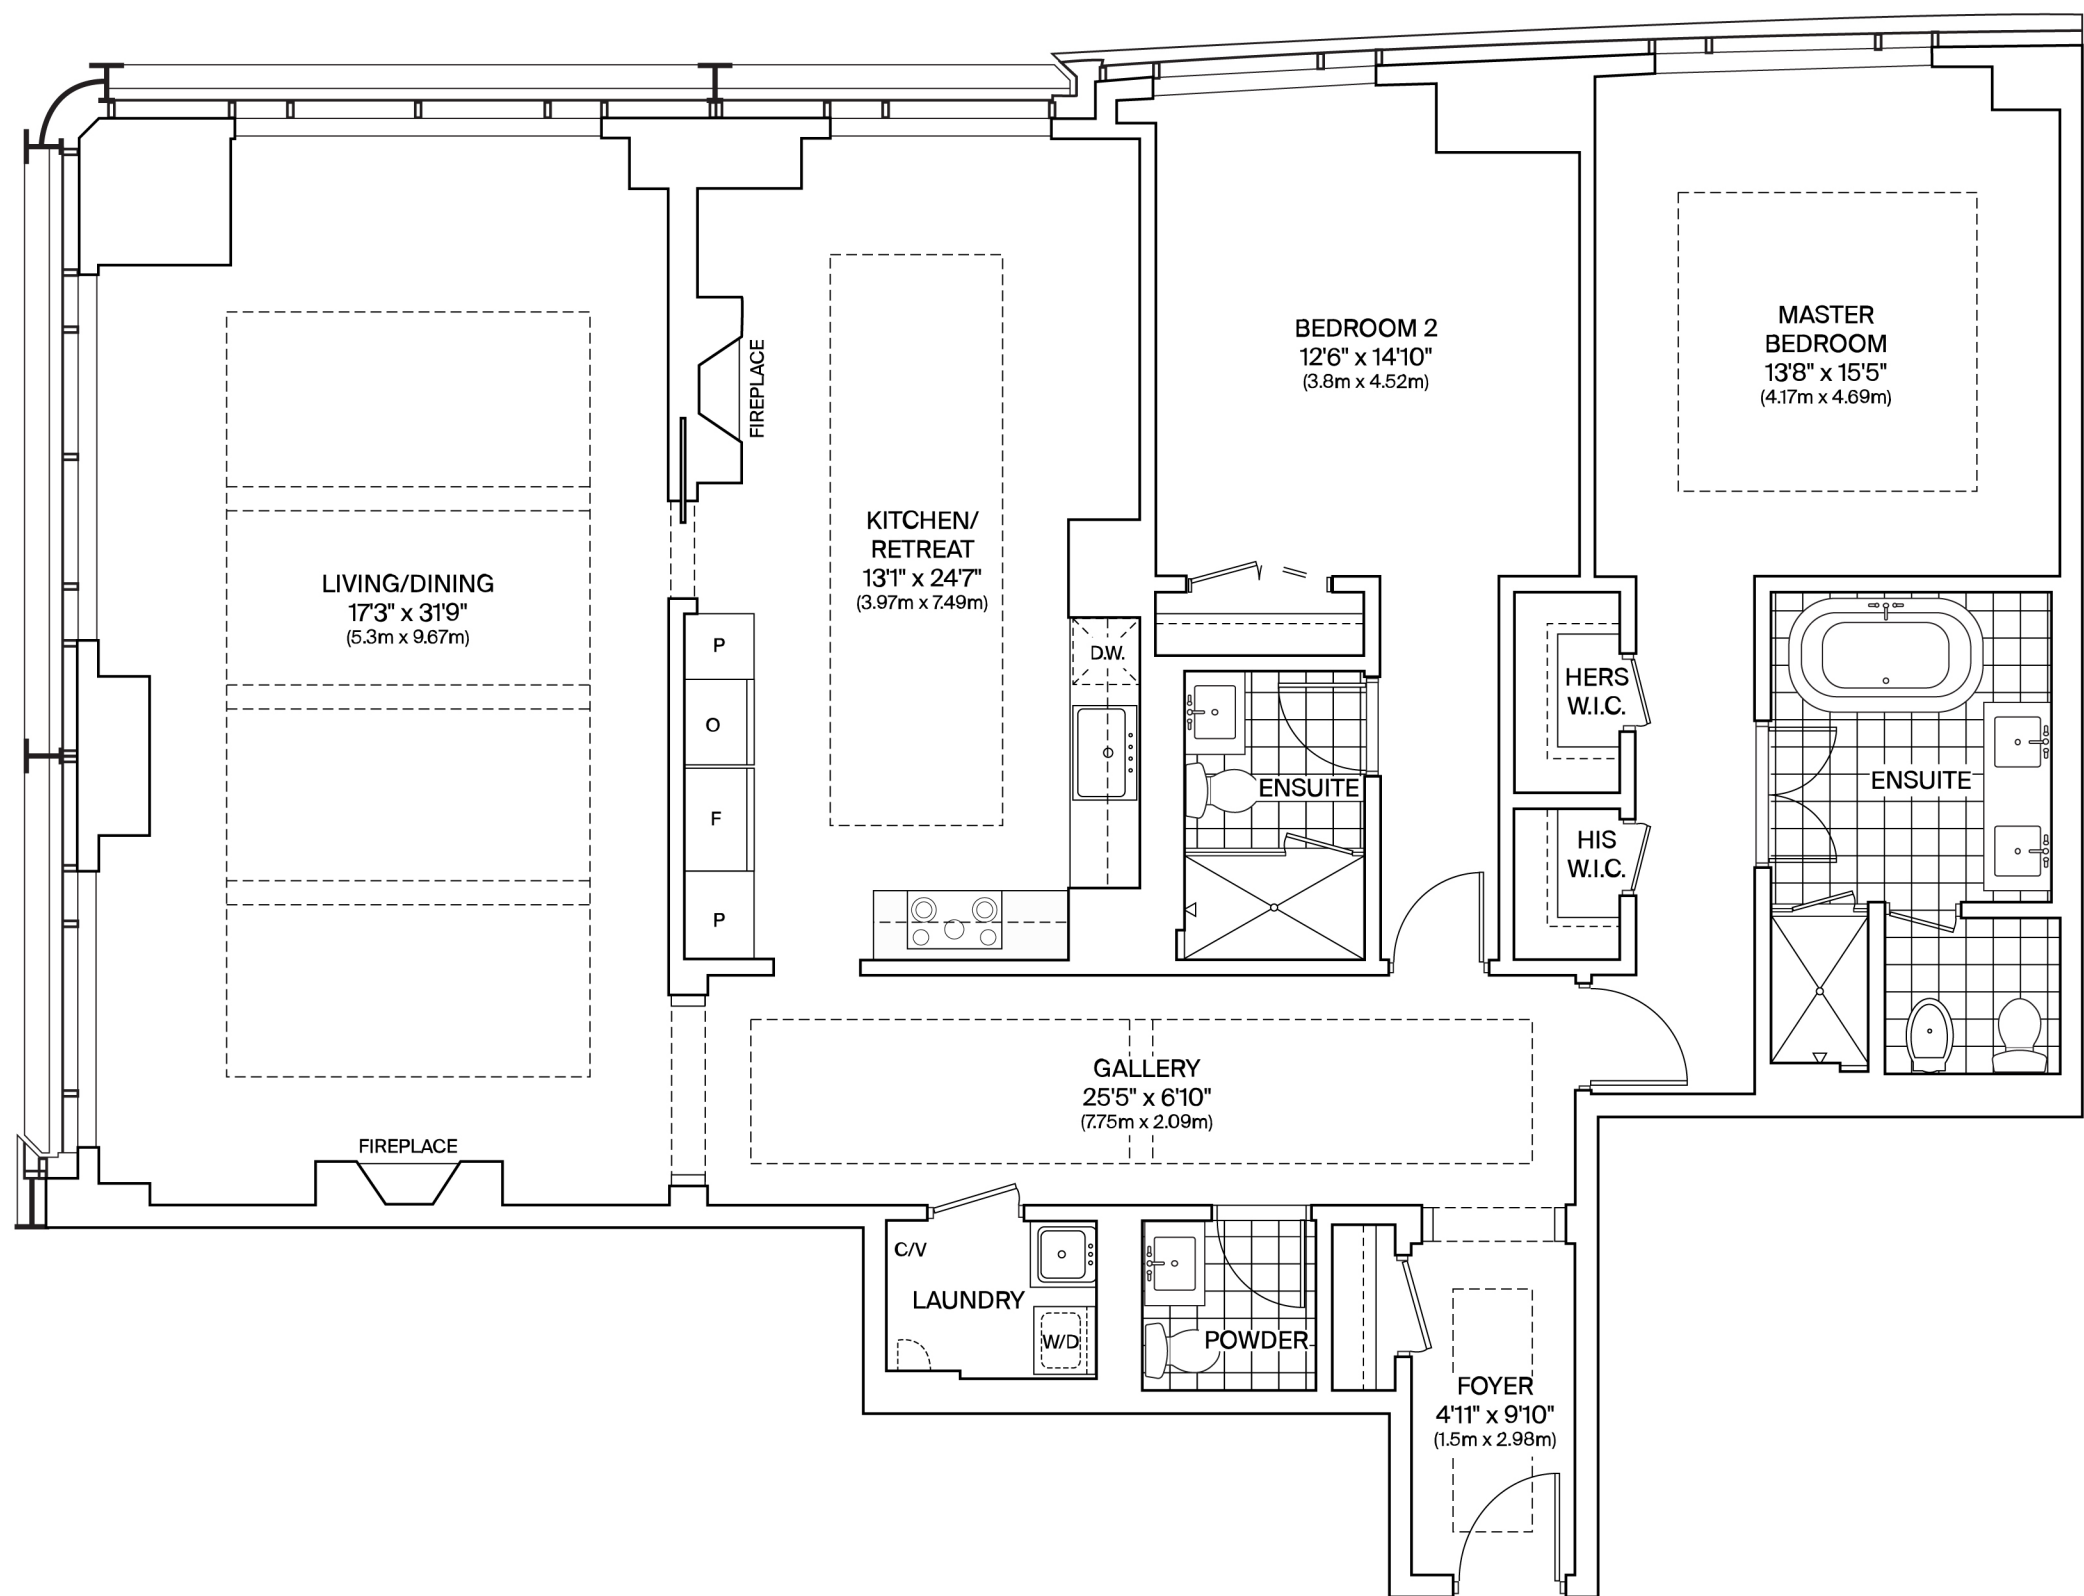 BEDROOM 2
12'6" x 14'10"
(3.8m x 4.52m)
MASTER
BEDROOM
13'8" x 15'5"
(4.17m x 4.69m)
FIREPLACE
KITCHEN/
RETREAT
13'1" x 24'7"
(3.97m x 7.49m)
LIVING/DINING
17'3" x 31'9"
(5.3m x 9.67m)
P
O
F
P
D.W.
ENSUITE
HERS
W.I.C.
HIS
W.I.C.
ENSUITE
GALLERY
25'5" x 6'10"
(7.75m x 2.09m)
FIREPLACE
C/V
LAUNDRY
W/D
POWDER
FOYER
4'11" x 9'10"
(1.5m x 2.98m)